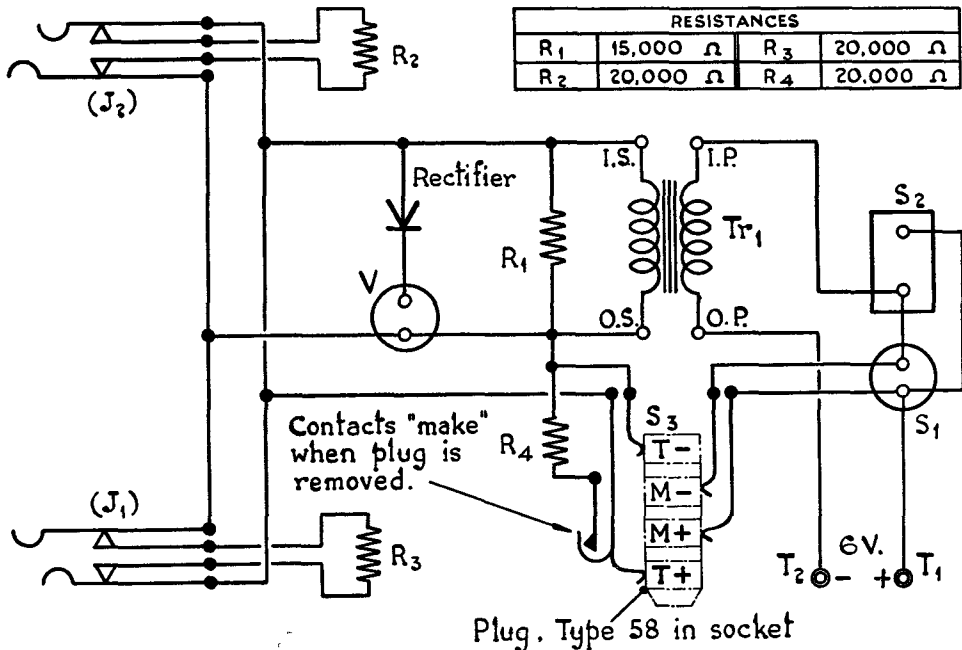 RESISTANCES
R1 15,000 Ω R3 20,000 Ω
R2 20,000 Ω R4 20,000 Ω
R2
(J2)
I.S. I.P.
Rectifier
S2
R1
Tr1
V
O.S. O.P.
S1
Contacts "make"
when plug is
removed.
R4
S3
T-
M-
M+
T+
(J1)
R3
T2 - 6V. + T1
Plug. Type 58 in socket